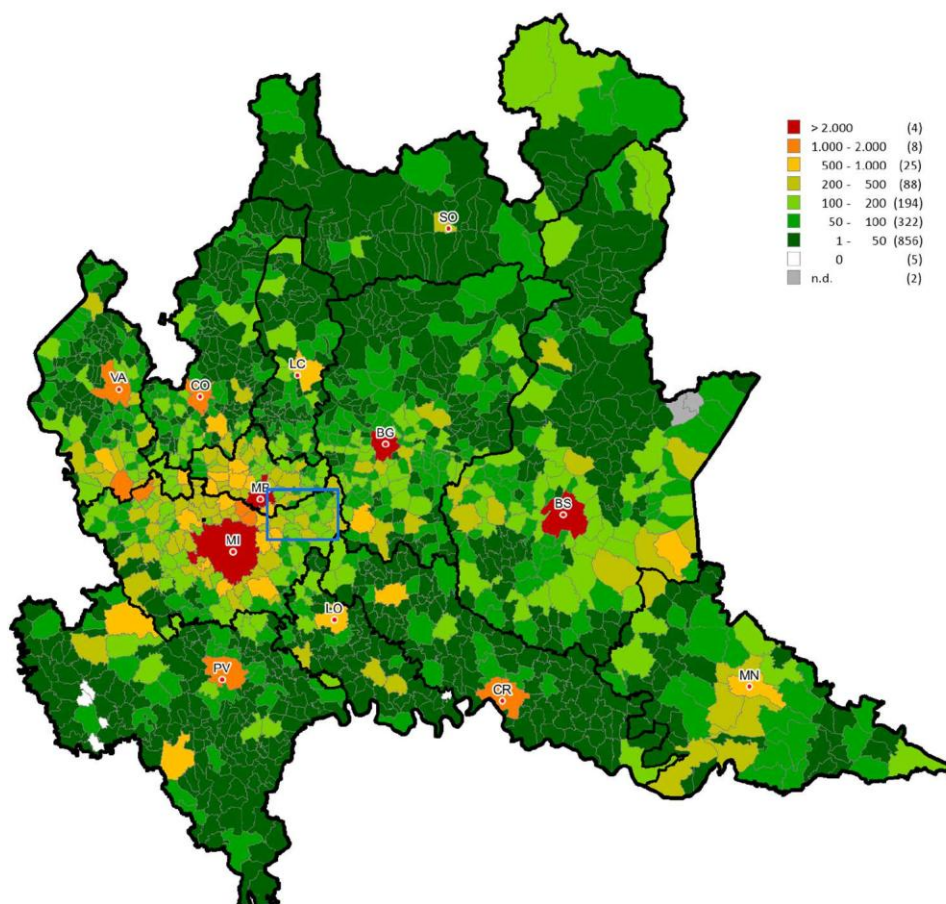 > 2.000 (4)
1.000 - 2.000 (8)
500 - 1.000 (25)
200 - 500 (88)
100 - 200 (194)
50 - 100 (322)
1 - 50 (856)
0 (5)
n.d. (2)
SO
LC
VA
CO
BG
MB
BS
MI
LO
PV
CR
MN